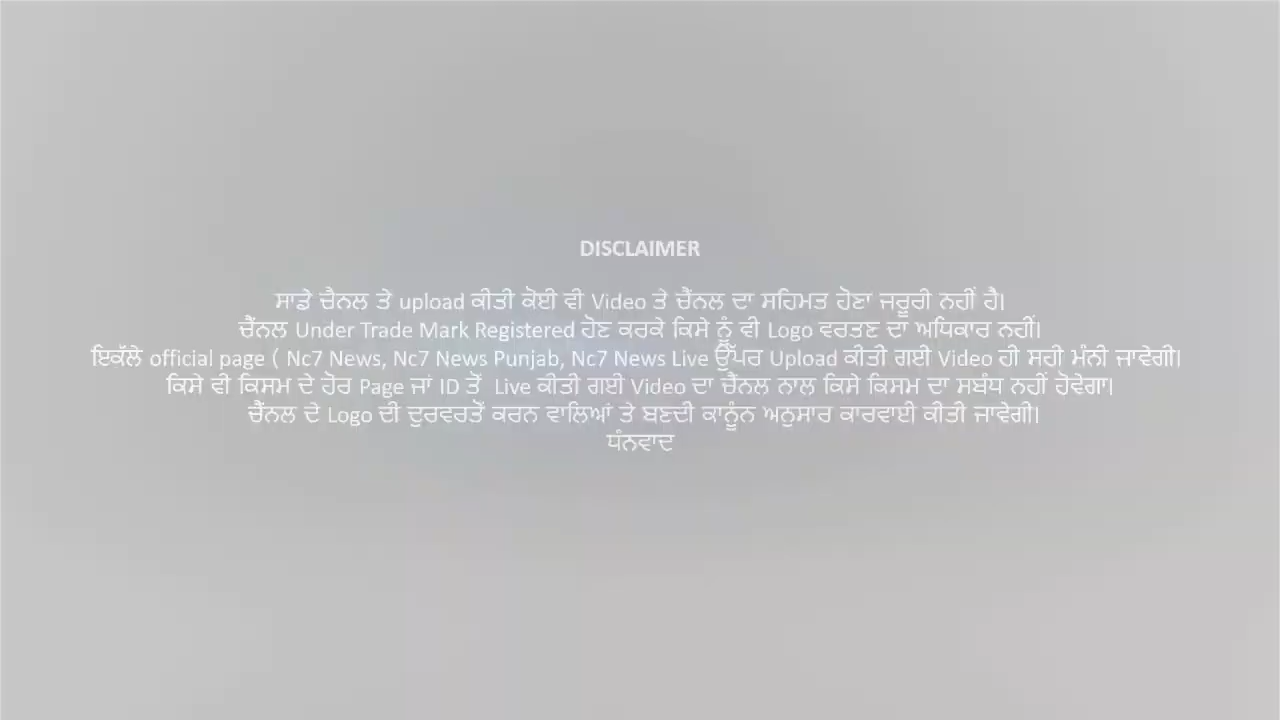 DISCLAIMER
ਸਾਡੇ ਚੈਨਲ ਤੇ upload ਕੀਤੀ ਕੋਈ ਵੀ Video ਤੇ ਚੈੱਨਲ ਦਾ ਸਹਿਮਤ ਹੋਣਾ ਜਰੂਰੀ ਨਹੀਂ ਹੈ।
ਚੈੱਨਲ Under Trade Mark Registered ਹੋਣ ਕਰਕੇ ਕਿਸੇ ਨੂੰ ਵੀ Logo ਵਰਤਣ ਦਾ ਅਧਿਕਾਰ ਨਹੀਂ।
ਇਕੱਲੇ official page ( Nc7 News, Nc7 News Punjab, Nc7 News Live ਉੱਪਰ Upload ਕੀਤੀ ਗਈ Video ਹੀ ਸਹੀ ਮੰਨੀ ਜਾਵੇਗੀ।
ਕਿਸੇ ਵੀ ਕਿਸਮ ਦੇ ਹੋਰ Page ਜਾਂ ID ਤੋਂ Live ਕੀਤੀ ਗਈ Video ਦਾ ਚੈੱਨਲ ਨਾਲ ਕਿਸੇ ਕਿਸਮ ਦਾ ਸਬੰਧ ਨਹੀਂ ਹੋਵੇਗਾ।
ਚੈੱਨਲ ਦੇ Logo ਦੀ ਦੁਰਵਰਤੋਂ ਕਰਨ ਵਾਲਿਆਂ ਤੇ ਬਣਦੀ ਕਾਨੂੰਨ ਅਨੁਸਾਰ ਕਾਰਵਾਈ ਕੀਤੀ ਜਾਵੇਗੀ।
ਧੰਨਵਾਦ